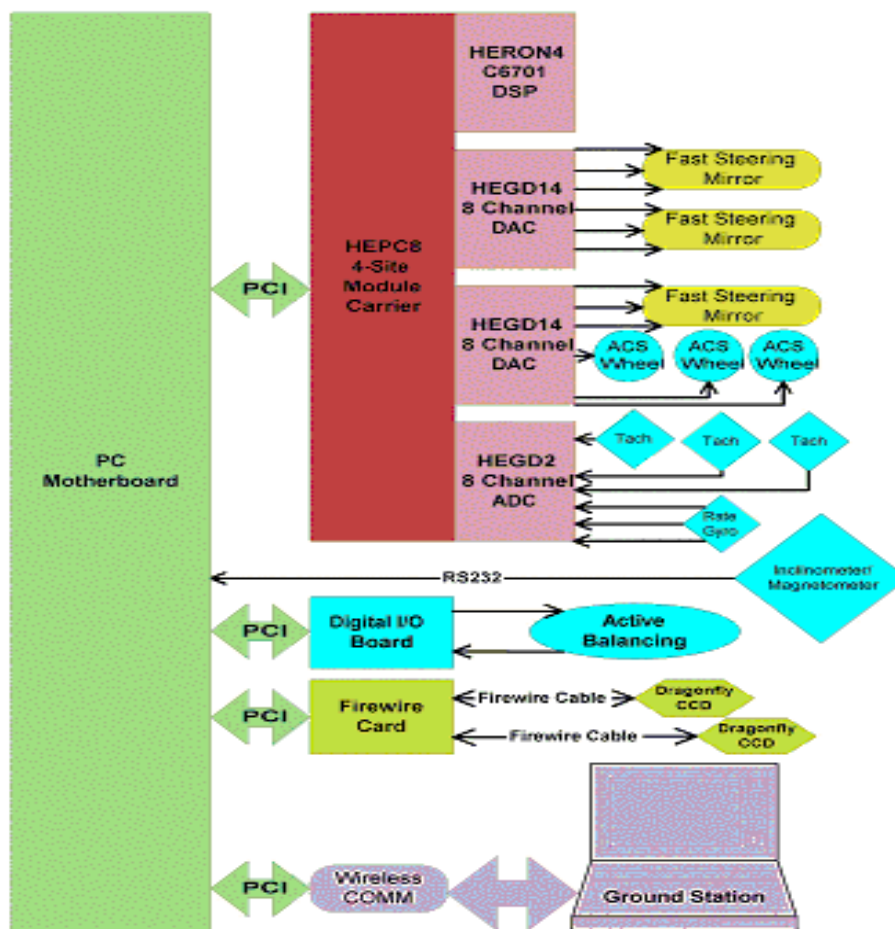 HERON4
C6701
DSP
HEGD14
8 Channel
DAC
Fast Steering
Mirror
Fast Steering
Mirror
HEPC8
4-Site
Module
Carrier
PCI
HEGD14
8 Channel
DAC
Fast Steering
Mirror
ACS
Wheel
ACS
Wheel
ACS
Wheel
PC
Motherboard
HEGD2
8 Channel
ADC
Tach
Tach
Tach
Rate
Gyro
RS232
Inclinometer/
Magnetometer
PCI
Digital I/O
Board
Active
Balancing
PCI
Firewire
Card
Firewire Cable
Dragonfly
CCD
Firewire Cable
Dragonfly
CCD
PCI
Wireless
COMM
Ground Station